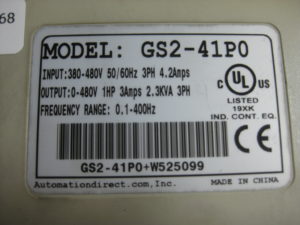 68
MODEL: GS2-41P0
INPUT:380-480V 50/60Hz 3PH 4.2Amps
OUTPUT:0-480V 1HP 3Amps 2.3KVA 3PH
FREQUENCY RANGE: 0.1-400Hz
C UL US
LISTED
19XK
IND. CONT. EQ.
GS2-41P0+W525099
CE
Automationdirect.com,Inc.
MADE IN CHINA